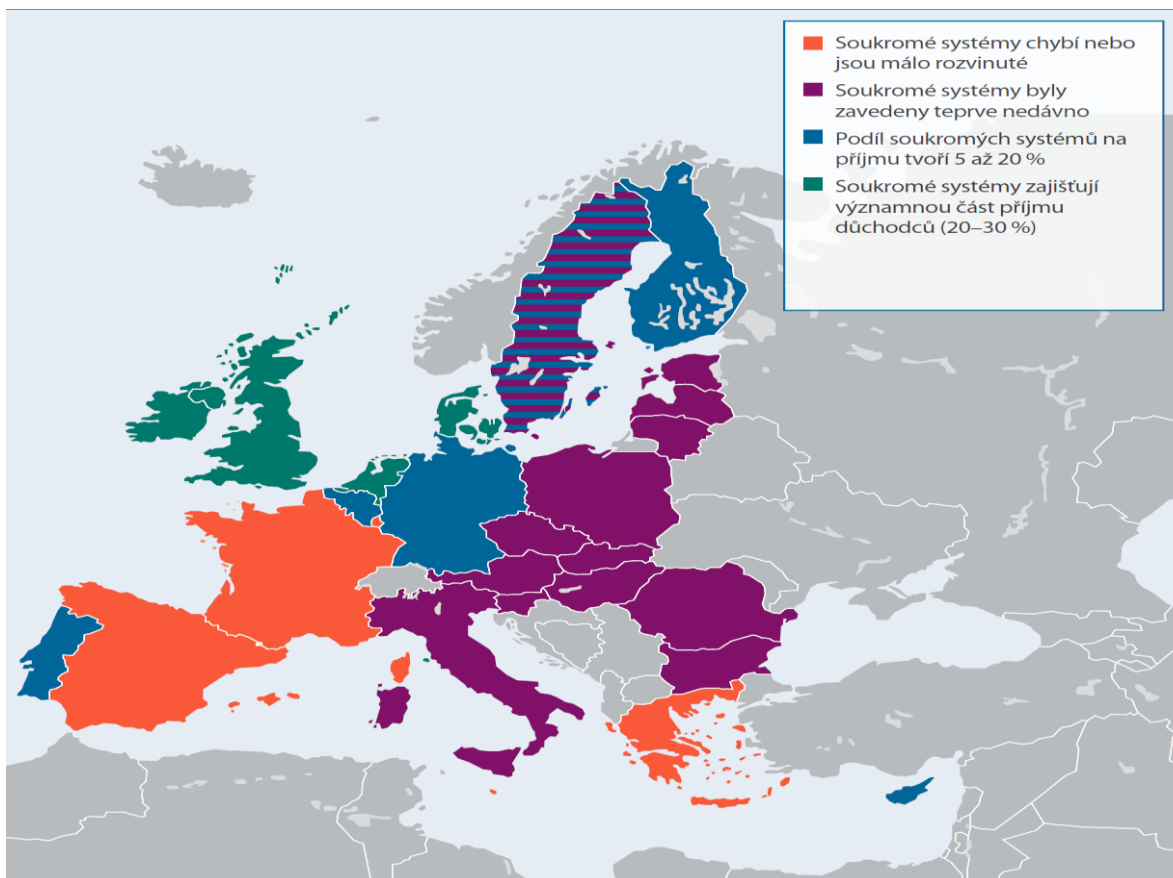 Soukromé systémy chybí nebo
jsou málo rozvinuté
Soukromé systémy byly
zavedeny teprve nedávno
Podíl soukromých systémů na
příjmu tvoří 5 až 20 %
Soukromé systémy zajišťují
významnou část příjmu
důchodců (20–30 %)